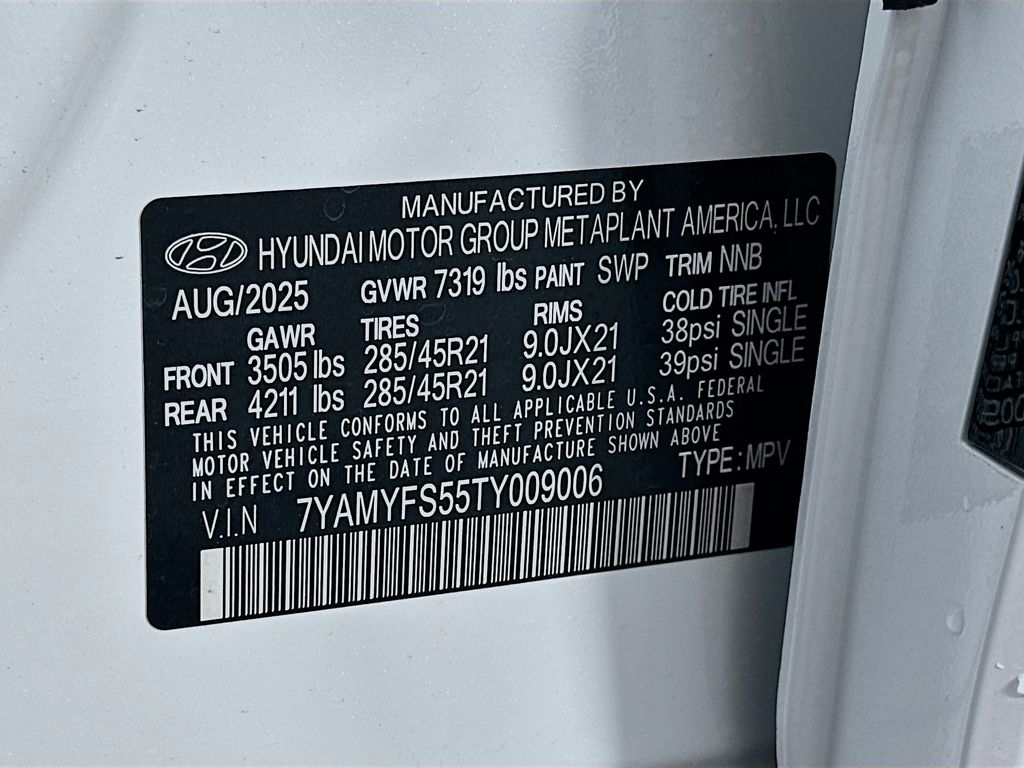 MANUFACTURED BY
HYUNDAI MOTOR GROUP METAPLANT AMERICA, LLC
AUG/2025 GVWR 7319 lbs PAINT SWP TRIM NNB
GAWR TIRES RIMS COLD TIRE INFL
FRONT 3505 lbs 285/45R21 9.0JX21 38psi SINGLE
REAR 4211 lbs 285/45R21 9.0JX21 39psi SINGLE
THIS VEHICLE CONFORMS TO ALL APPLICABLE U.S.A. FEDERAL
MOTOR VEHICLE SAFETY AND THEFT PREVENTION STANDARDS
IN EFFECT ON THE DATE OF MANUFACTURE SHOWN ABOVE
V.I.N 7YAMYFS55TY009006 TYPE:MPV